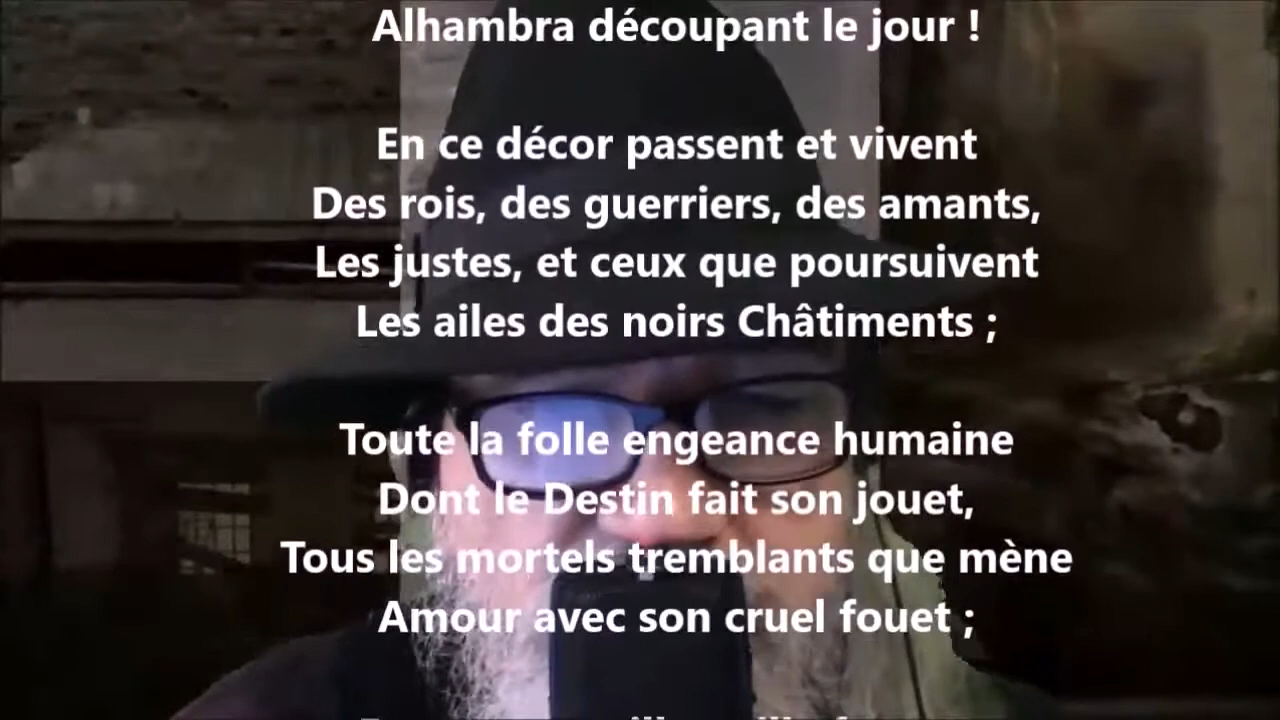 Alhambra découpant le jour !
En ce décor passent et vivent
Des rois, des guerriers, des amants,
Les justes, et ceux que poursuivent
Les ailes des noirs Châtiments ;
Toute la folle engeance humaine
Dont le Destin fait son jouet,
Tous les mortels tremblants que mène
Amour avec son cruel fouet ;